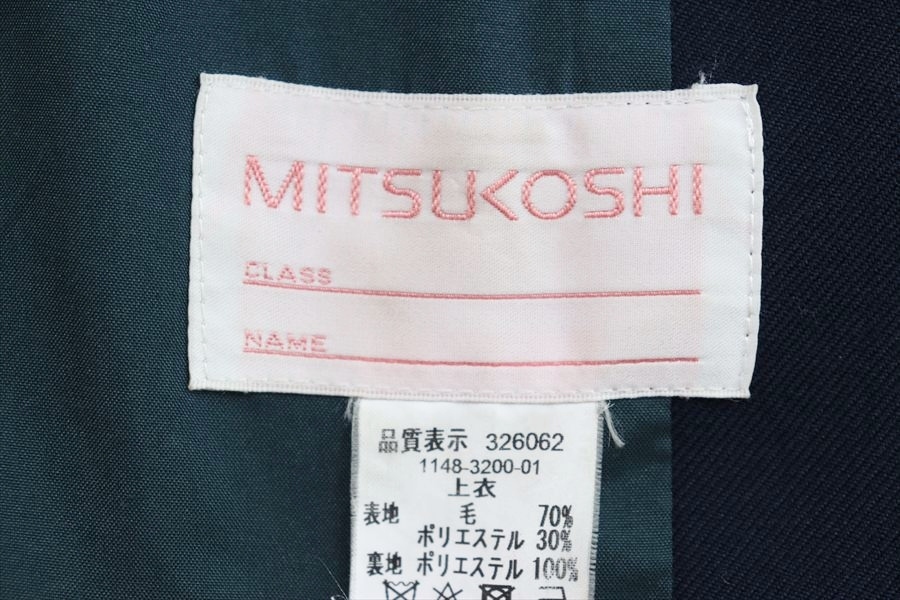 MITSUKOSHI
CLASS
NAME
品質表示 326062
1148-3200-01
上衣
表地 毛 70%
ポリエステル 30%
裏地 ポリエステル 100%